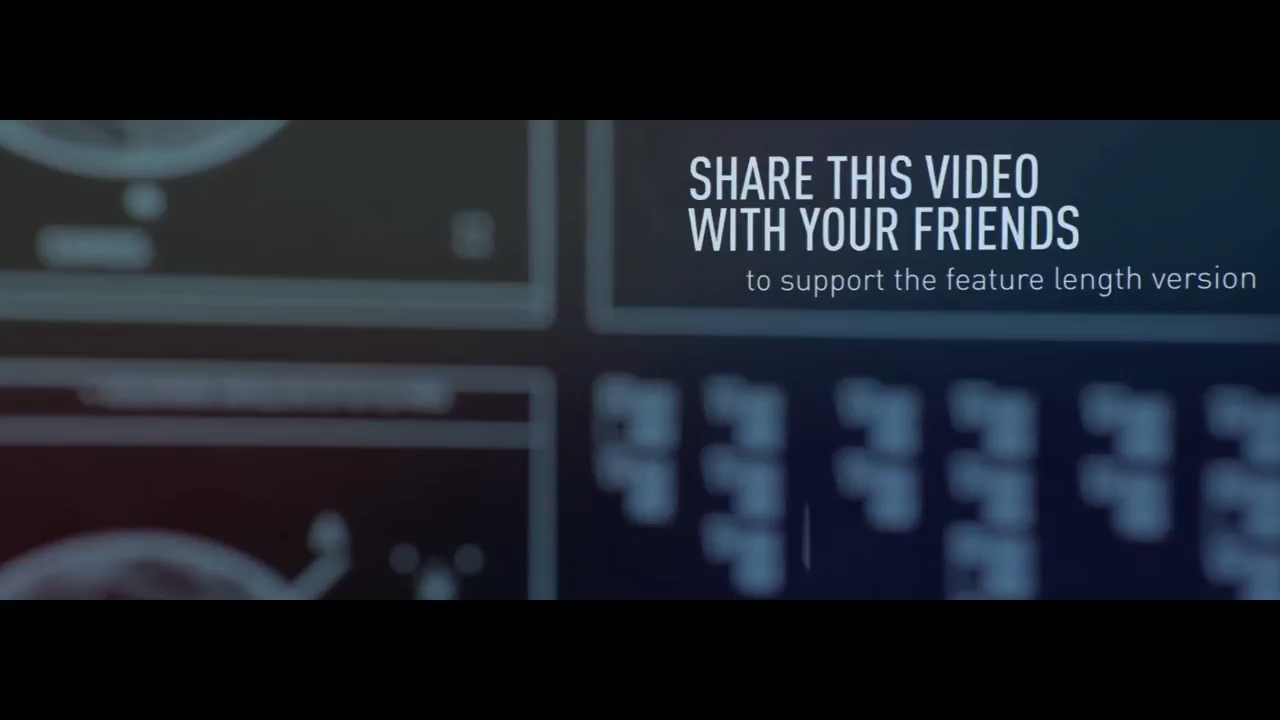 SHARE THIS VIDEO
WITH YOUR FRIENDS
to support the feature length version